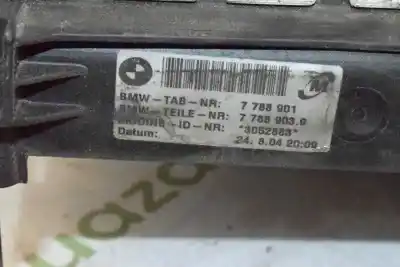 BMW-TAB-NR: 7 788 901
BMW-TEILE-NR: 7 788 903.9
-ID-NR: *3052883*
Datum: 24. 8.04 20:09